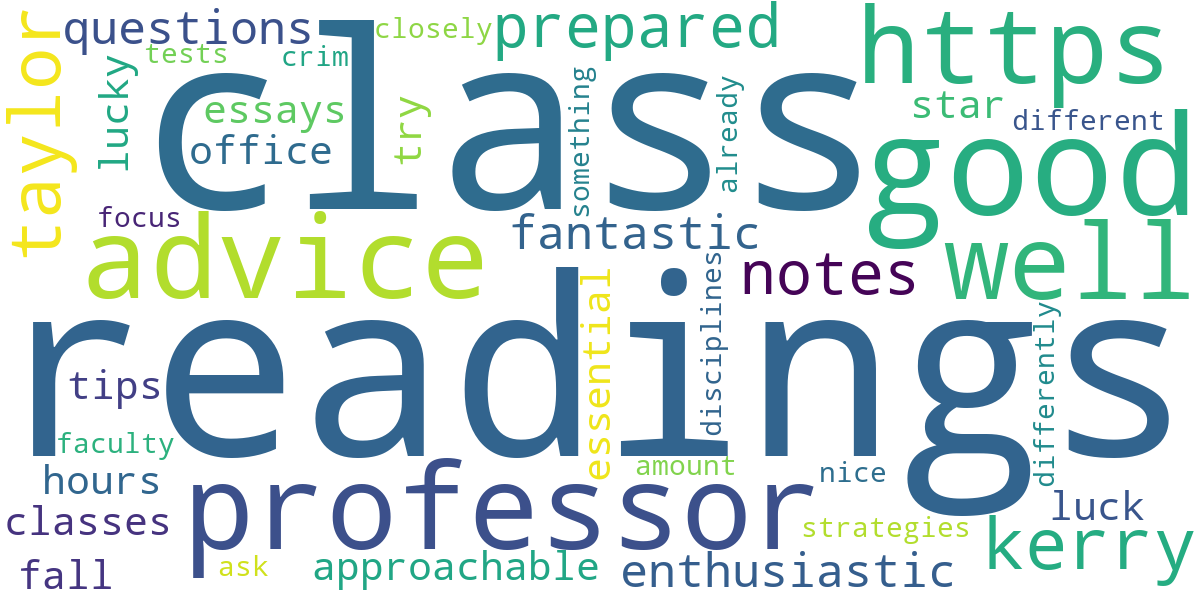 taylor
questions
closely
prepared
https
tests
crim
lucky
class
essays
office
try
something
already
star
different
good
focus
advice
fantastic
well
notes
readings
essential
disciplines
differently
tips
faculty
hours
amount
nice
professor
classes
luck
strategies
kerry
fall
ask
approachable
enthusiastic